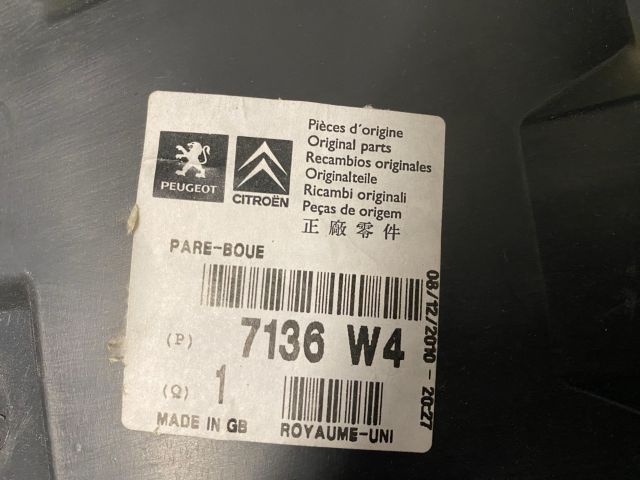 PEUGEOT
CITROËN
Pièces d'origine
Original parts
Recambios originales
Originalteile
Ricambi originali
Peças de origem
正廠零件
PARE-BOUE
(P) 7136 W4
(Q) 1
MADE IN GB ROYAUME-UNI
08/12/2010 - 20:27